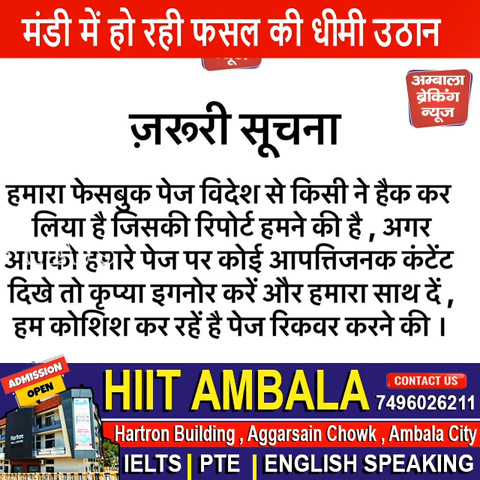 मंडी में हो रही फसल की धीमी उठान
न्यूज
अम्बाला
ब्रेकिंग
न्यूज
ज़रूरी सूचना
हमारा फेसबुक पेज विदेश से किसी ने हैक कर
लिया है जिसकी रिपोर्ट हमने की है , अगर
आपको हमारे पेज पर कोई आपत्तिजनक कंटेंट
दिखे तो कृप्या इगनोर करें और हमारा साथ दें ,
हम कोशिश कर रहें है पेज रिकवर करने की ।
ADMISSION
OPEN
HIIT AMBALA
CONTACT US
7496026211
Hartron Building , Aggarsain Chowk , Ambala City
IELTS | PTE | ENGLISH SPEAKING